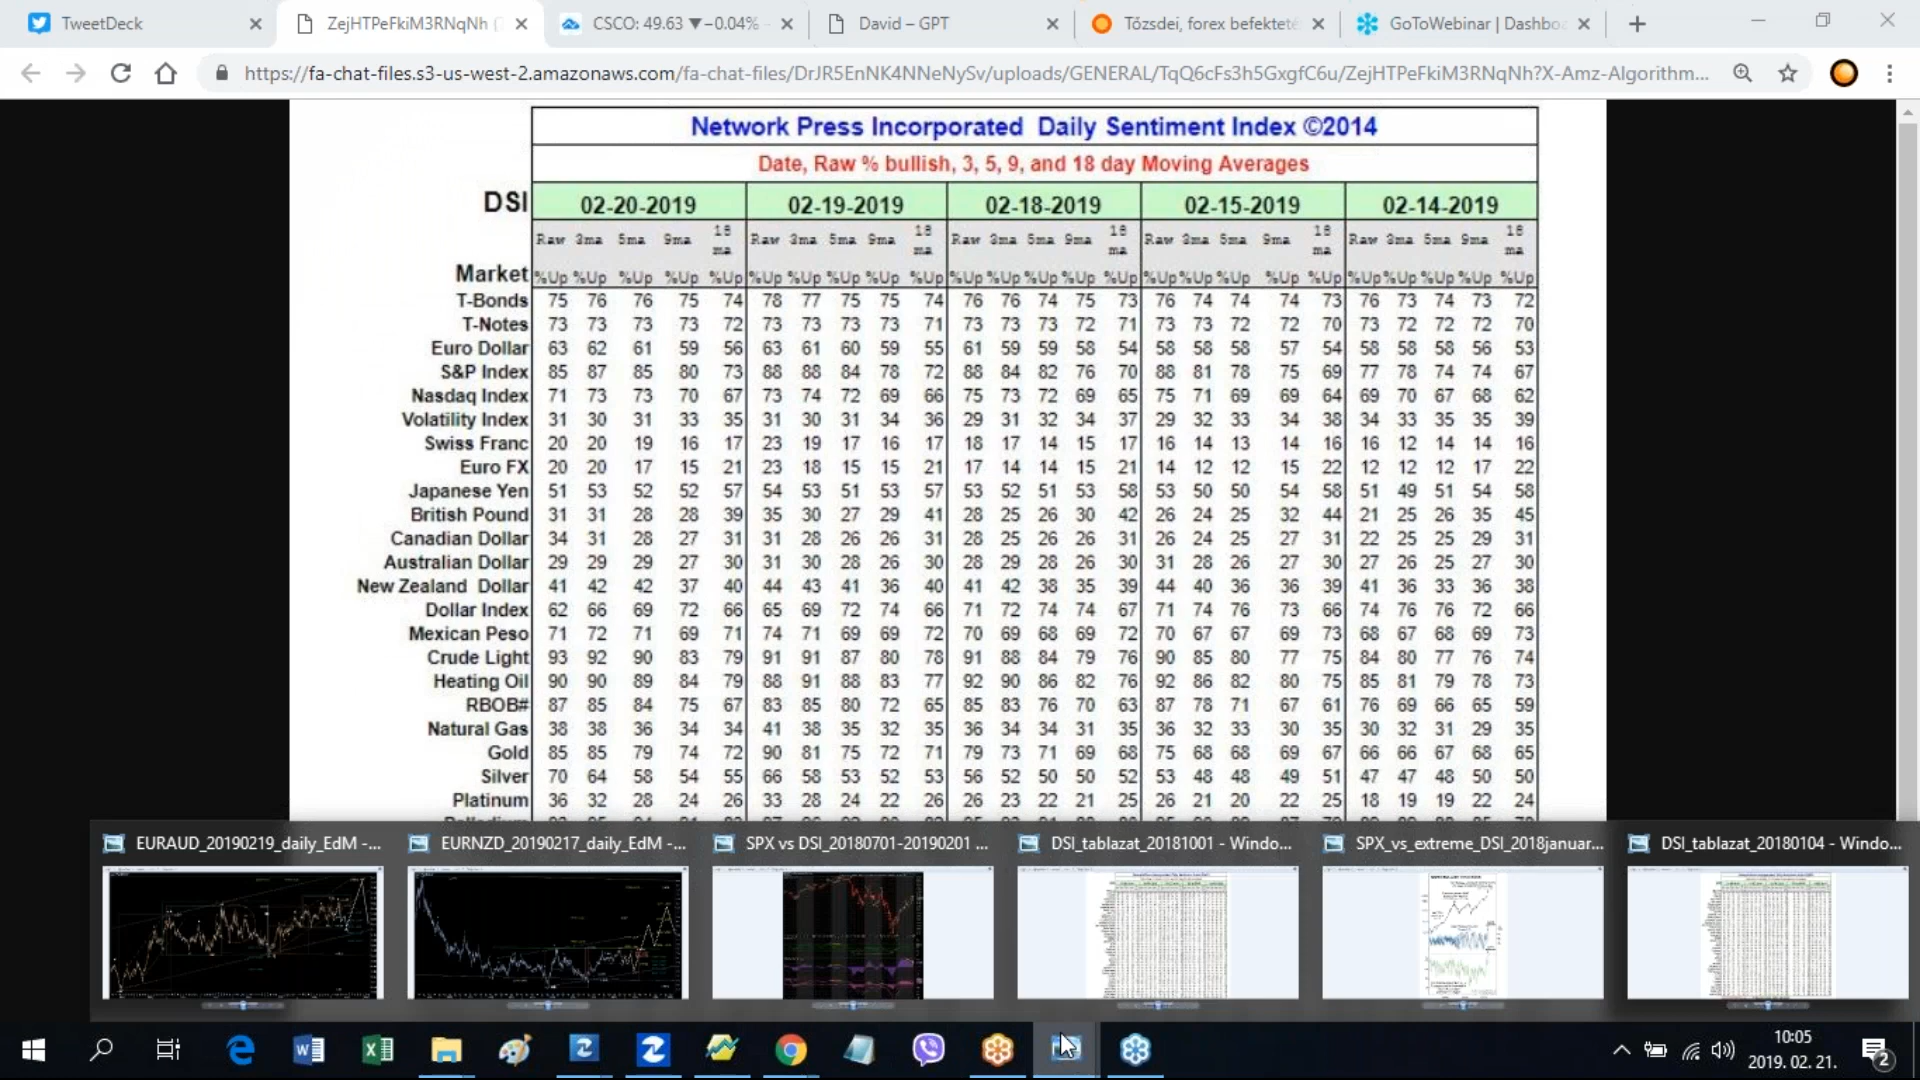 TweetDeck
ZejHTPeFkiM3RNqNh
CSCO: 49.63 ▼−0.04%
David – GPT
Tőzsdei, forex befekteté
GoToWebinar | Dashbo
https://fa-chat-files.s3-us-west-2.amazonaws.com/fa-chat-files/DrJR5EnNK4NNeNySv/uploads/GENERAL/TqQ6cFs3h5GxgfC6u/ZejHTPeFkiM3RNqNh?X-Amz-Algorithm...
Network Press Incorporated Daily Sentiment Index ©2014
Date, Raw % bullish, 3, 5, 9, and 18 day Moving Averages
DSI 02-20-2019 02-19-2019 02-18-2019 02-15-2019 02-14-2019
Raw 3ma 5ma 9ma 18 ma Raw 3ma 5ma 9ma 18 ma Raw 3ma 5ma 9ma 18 ma Raw 3ma 5ma 9ma 18 ma Raw 3ma 5ma 9ma 18 ma
Market %Up %Up %Up %Up %Up %Up %Up %Up %Up %Up %Up %Up %Up %Up %Up %Up %Up %Up %Up %Up %Up %Up %Up %Up %Up
T-Bonds 75 76 76 75 74 78 77 75 75 74 76 76 74 75 73 76 74 74 74 73 76 73 74 73 72
T-Notes 73 73 73 73 72 73 73 73 73 71 73 73 73 72 71 73 73 72 72 70 73 72 72 72 70
Euro Dollar 63 62 61 59 56 63 61 60 59 55 61 59 59 58 54 58 58 58 57 54 58 58 58 56 53
S&P Index 85 87 85 80 73 88 88 84 78 72 88 84 82 76 70 88 81 78 75 69 77 78 74 74 67
Nasdaq Index 71 73 73 70 67 73 74 72 69 66 75 73 72 69 65 75 71 69 69 64 69 70 67 68 62
Volatility Index 31 30 31 33 35 31 30 31 34 36 29 31 32 34 37 29 32 33 34 38 34 33 35 35 39
Swiss Franc 20 20 19 16 17 23 19 17 16 17 18 17 14 15 17 16 14 13 14 16 16 12 14 14 16
Euro FX 20 20 17 15 21 23 18 15 15 21 17 14 14 15 21 14 12 12 15 22 12 12 12 17 22
Japanese Yen 51 53 52 52 57 54 53 51 53 57 53 52 51 53 58 53 50 50 54 58 51 49 51 54 58
British Pound 31 31 28 28 39 35 30 27 29 41 28 25 26 30 42 26 24 25 32 44 21 25 26 35 45
Canadian Dollar 34 31 28 27 31 31 28 26 26 31 28 25 26 26 31 26 24 25 27 31 22 25 25 29 31
Australian Dollar 29 29 29 27 30 31 30 28 26 30 28 29 28 26 30 31 28 26 27 30 27 26 25 27 30
New Zealand Dollar 41 42 42 37 40 44 43 41 36 40 41 42 38 35 39 44 40 36 36 39 41 36 33 36 38
Dollar Index 62 66 69 72 66 65 69 72 74 66 71 72 74 74 67 71 74 76 73 66 74 76 76 72 66
Mexican Peso 71 72 71 69 71 74 71 69 69 72 70 69 68 69 72 70 67 67 69 73 68 67 68 69 73
Crude Light 93 92 90 83 79 91 91 87 80 78 91 88 84 79 76 90 85 80 77 75 84 80 77 76 74
Heating Oil 90 90 89 84 79 88 91 88 83 77 92 90 86 82 76 92 86 82 80 75 85 81 79 78 73
RBOB# 87 85 84 75 67 83 85 80 72 65 85 83 76 70 63 87 78 71 67 61 76 69 66 65 59
Natural Gas 38 38 36 34 34 41 38 35 32 35 36 34 34 31 35 36 32 33 30 35 30 32 31 29 35
Gold 85 85 79 74 72 90 81 75 72 71 79 73 71 69 68 75 68 68 69 67 66 66 67 68 65
Silver 70 64 58 54 55 66 58 53 52 53 56 52 50 50 52 53 48 48 49 51 47 47 48 50 50
Platinum 36 32 28 24 26 33 28 24 22 26 26 23 22 21 25 26 21 20 22 25 18 19 19 22 24
EURAUD_20190219_daily_EdM -...
EURNZD_20190217_daily_EdM -...
SPX vs DSI_20180701-20190201 ...
DSI_tablazat_20181001 - Windo...
SPX_vs_extreme_DSI_2018januar...
DSI_tablazat_20180104 - Windo...
10:05
2019. 02. 21.
2